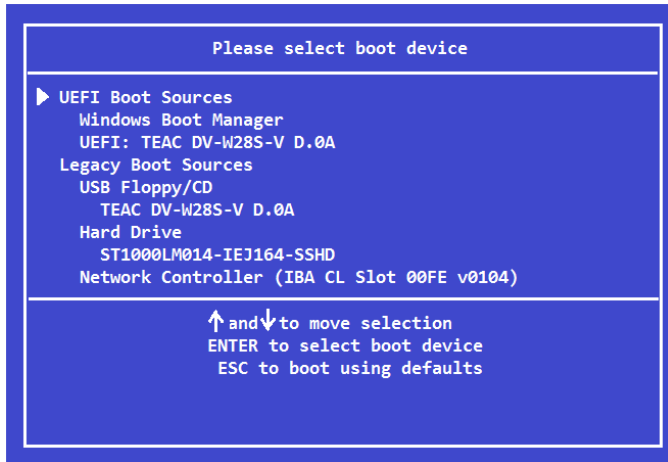 Please select boot device
UEFI Boot Sources
Windows Boot Manager
UEFI: TEAC DV-W28S-V D.0A
Legacy Boot Sources
USB Floppy/CD
TEAC DV-W28S-V D.0A
Hard Drive
ST1000LM014-IEJ164-SSHD
Network Controller (IBA CL Slot 00FE v0104)
↑ and ↓ to move selection
ENTER to select boot device
ESC to boot using defaults